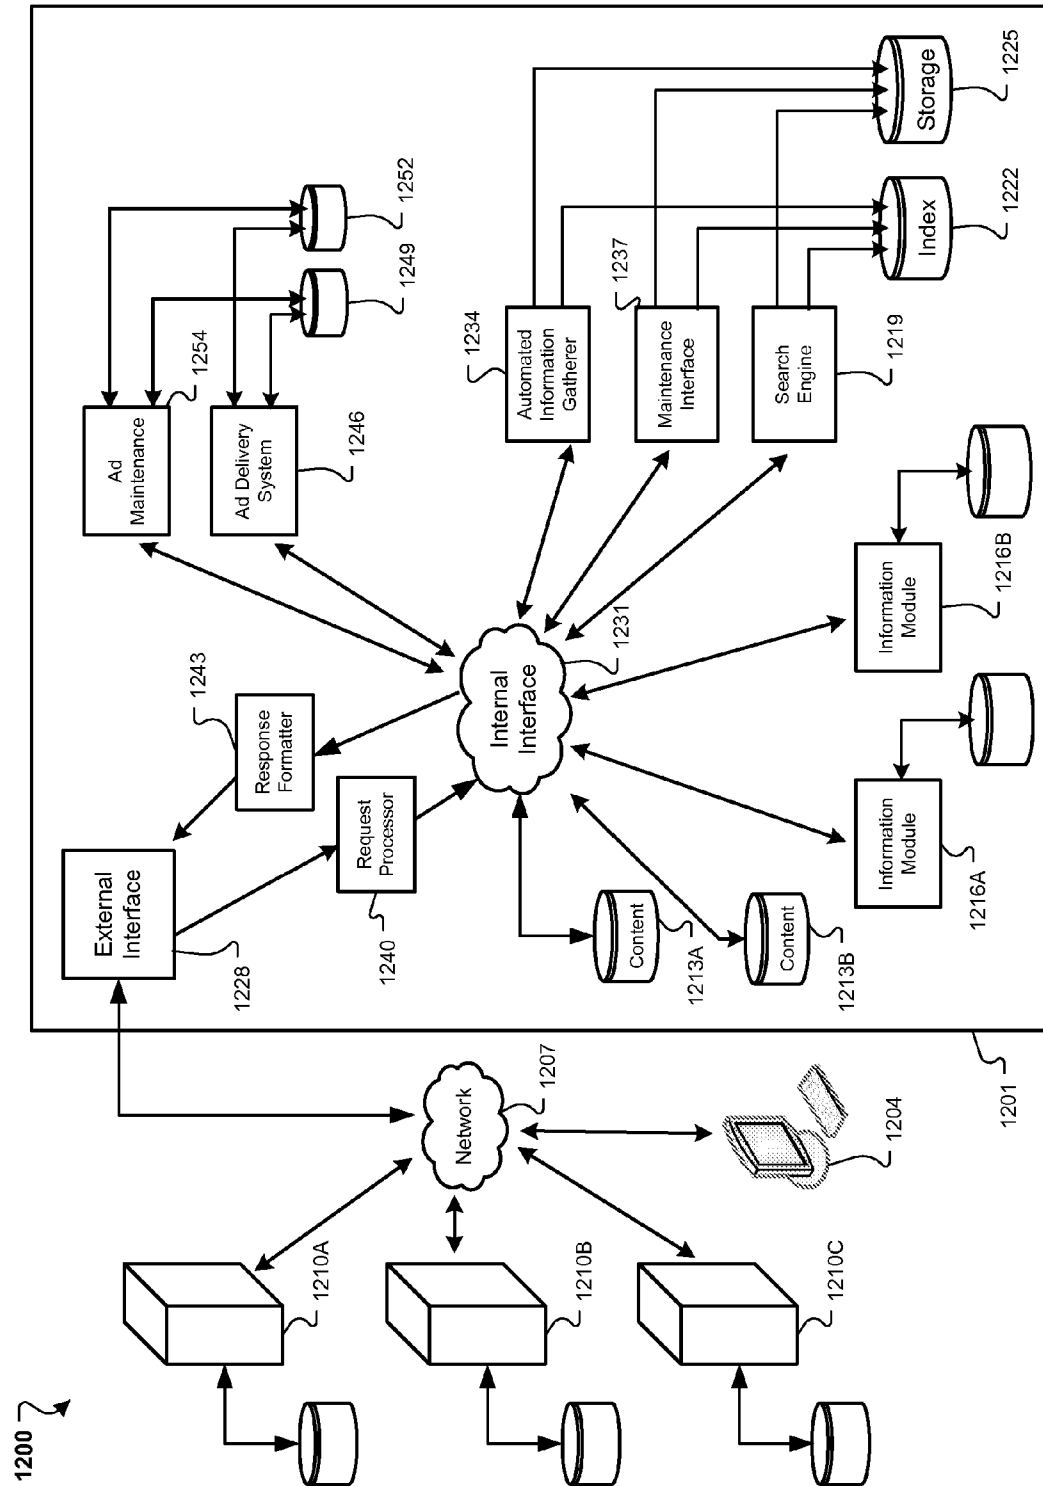 1200
1210A
1210B
1210C
Network
1207
1204
1201
External
Interface
1228
Response
Formatter
1243
Request
Processor
1240
Ad
Maintenance
1254
Ad Delivery
System
1246
1249
1252
Internal
Interface
1231
Content
1213A
Content
1213B
Information
Module
1216A
Information
Module
1216B
Automated
Information
Gatherer
1234
Maintenance
Interface
1237
Search
Engine
1219
Index
1222
Storage
1225